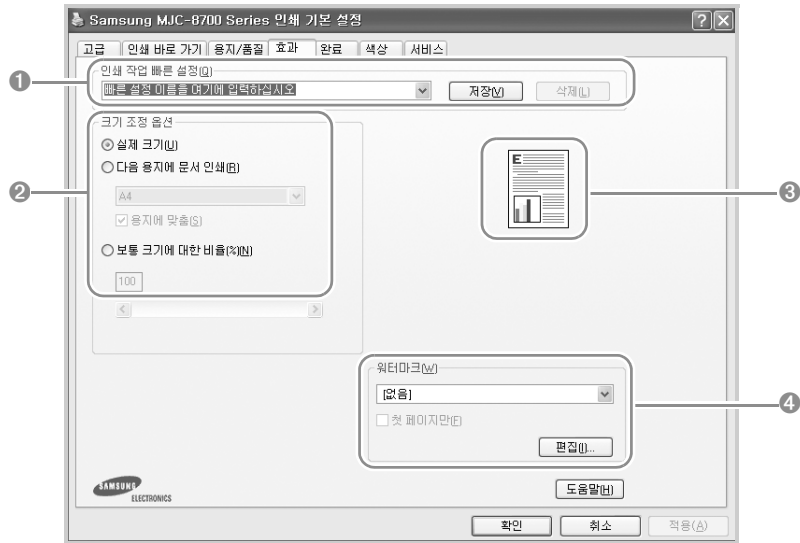 Samsung MJC-8700 Series 인쇄 기본 설정
고급 인쇄 바로 가기 용지/품질 효과 완료 색상 서비스
1
인쇄 작업 빠른 설정(Q)
빠른 설정 이름을 여기에 입력하십시오
저장(V)
삭제(L)
크기 조정 옵션
2
실제 크기(U)
다음 용지에 문서 인쇄(R)
A4
용지에 맞춤(S)
보통 크기에 대한 비율(%)(N)
100
E
3
워터마크(W)
[없음]
4
첫 페이지만(F)
편집(I)...
SAMSUNG
ELECTRONICS
도움말(H)
확인 취소 적용(A)